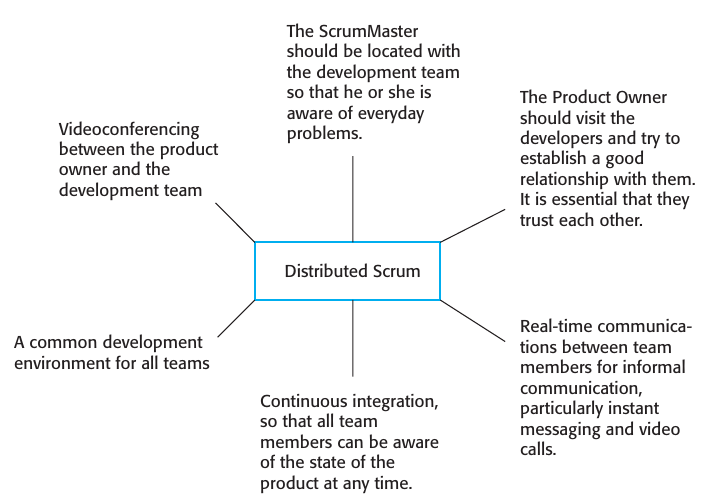 The ScrumMaster
should be located with
the development team
so that he or she is
aware of everyday
problems.
The Product Owner
should visit the
developers and try to
establish a good
relationship with them.
It is essential that they
trust each other.
Videoconferencing
between the product
owner and the
development team
Distributed Scrum
A common development
environment for all teams
Real-time communica-
tions between team
members for informal
communication,
particularly instant
messaging and video
calls.
Continuous integration,
so that all team
members can be aware
of the state of the
product at any time.